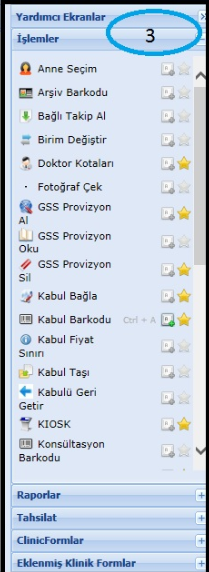 Yardımcı Ekranlar
İşlemler
3
Anne Seçim
Arşiv Barkodu
Bağlı Takip Al
Birim Değiştir
Doktor Kotaları
Fotoğraf Çek
GSS Provizyon
Al
GSS Provizyon
Oku
GSS Provizyon
Sil
Kabul Bağla
Kabul Barkodu Ctrl + A
Kabul Fiyat
Sınırı
Kabul Taşı
Kabulü Geri
Getir
KIOSK
Konsültasyon
Barkodu
Raporlar
Tahsilat
ClinicFormlar
Eklenmiş Klinik Formlar